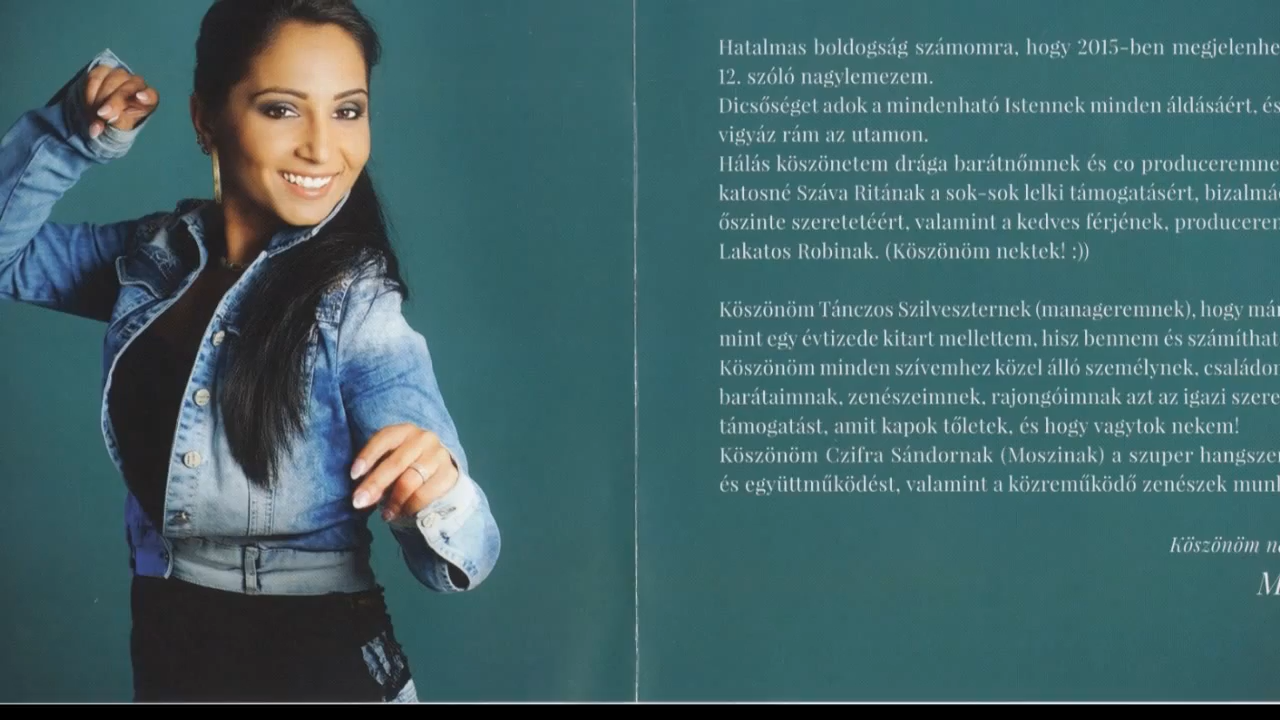 Hatalmas boldogság számomra, hogy 2015-ben megjelenhe
12. szóló nagylemezem.
Dicsőséget adok a mindenható Istennek minden áldásáért, és
vigyáz rám az utamon.
Hálás köszönetem drága barátnőmnek és co produceremne
katosné Száva Ritának a sok-sok lelki támogatásért, bizalmá
őszinte szeretetéért, valamint a kedves férjének, producerem
Lakatos Robinak. (Köszönöm nektek! :))
Köszönöm Tánczos Szilveszternek (manageremnek), hogy már
mint egy évtizede kitart mellettem, hisz bennem és számíthat
Köszönöm minden szívemhez közel álló személynek, családom
barátaimnak, zenészeimnek, rajongóimnak azt az igazi szere
támogatást, amit kapok tőletek, és hogy vagytok nekem!
Köszönöm Czifra Sándornak (Moszinak) a szuper hangszer
és együttműködést, valamint a közreműködő zenészek munk
Köszönöm n
M